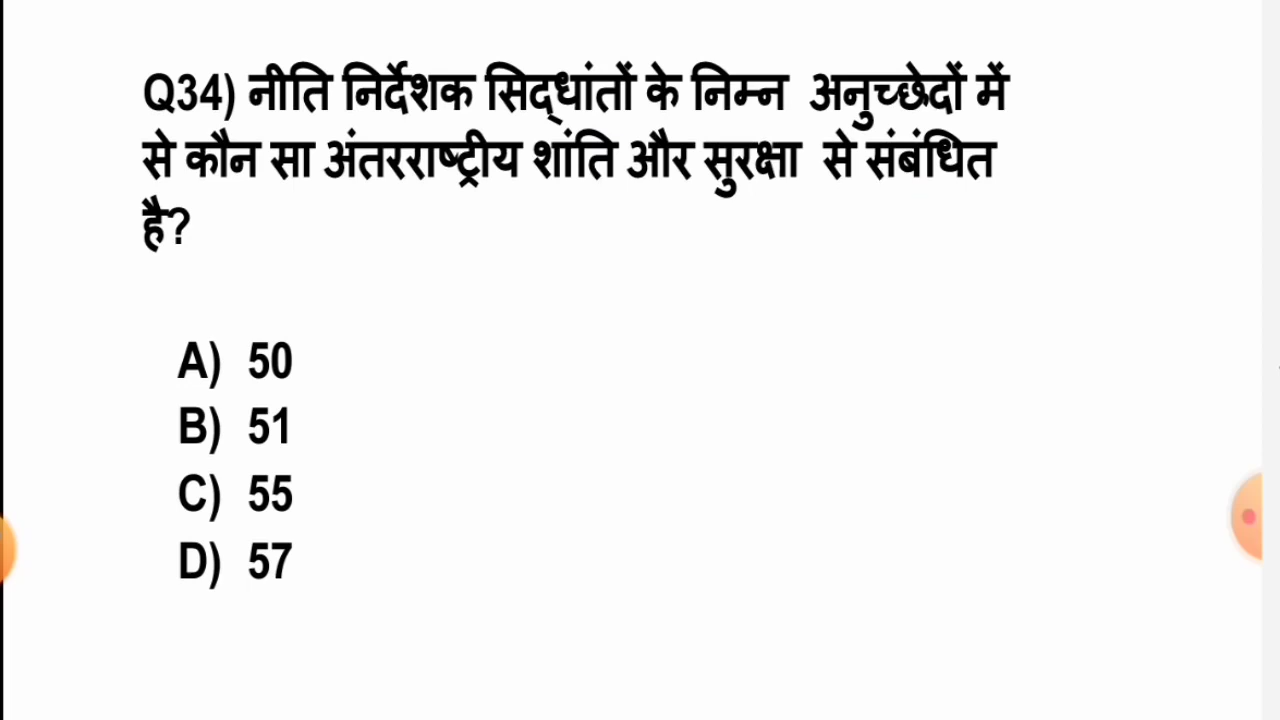 Q34) नीति निर्देशक सिद्धांतों के निम्न अनुच्छेदों में
से कौन सा अंतरराष्ट्रीय शांति और सुरक्षा से संबंधित
है?
A) 50
B) 51
C) 55
D) 57